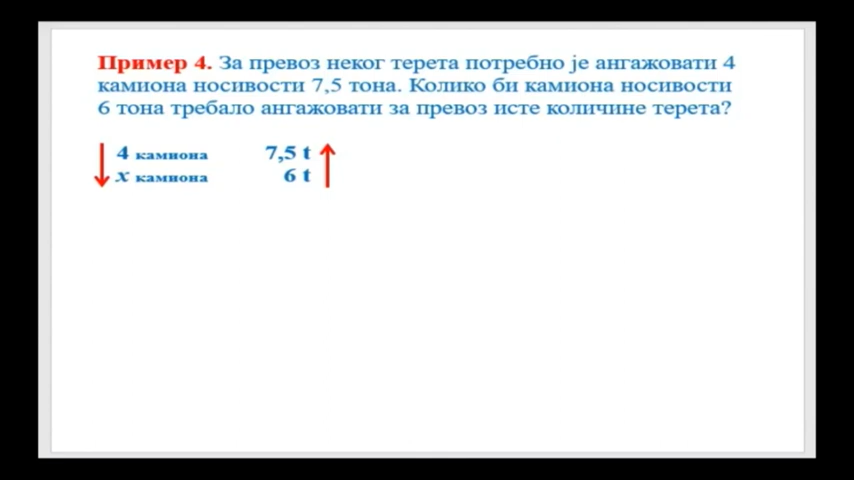 Пример 4. За превоз неког терета потребно је ангажовати 4
камиона носивости 7,5 тона. Колико би камиона носивости
6 тона требало ангажовати за превоз исте количине терета?
4 камиона 7,5 t
x камиона 6 t